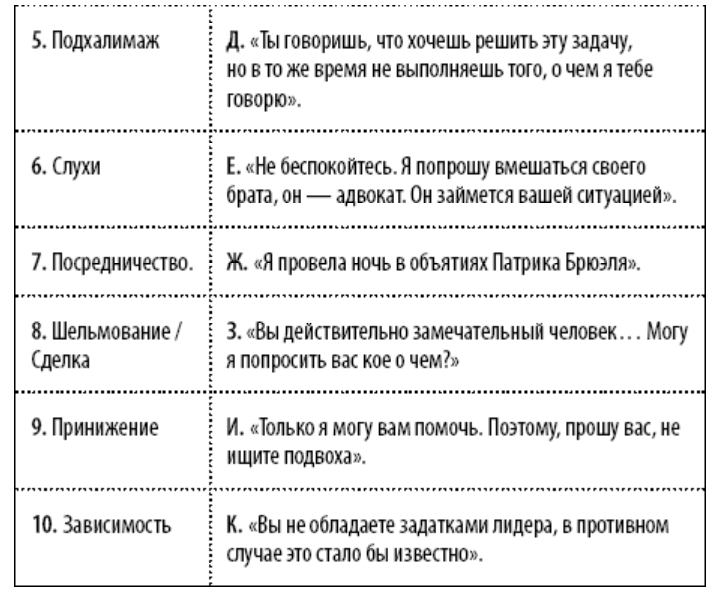 5. Подхалимаж
Д. «Ты говоришь, что хочешь решить эту задачу,
но в то же время не выполняешь того, о чем я тебе
говорю».
6. Слухи
Е. «Не беспокойтесь. Я попрошу вмешаться своего
брата, он — адвокат. Он займется вашей ситуацией».
7. Посредничество.
Ж. «Я провела ночь в объятиях Патрика Брюэля».
8. Шельмование /
Сделка
З. «Вы действительно замечательный человек… Могу
я попросить вас кое о чем?»
9. Принижение
И. «Только я могу вам помочь. Поэтому, прошу вас, не
ищите подвоха».
10. Зависимость
К. «Вы не обладаете задатками лидера, в противном
случае это стало бы известно».